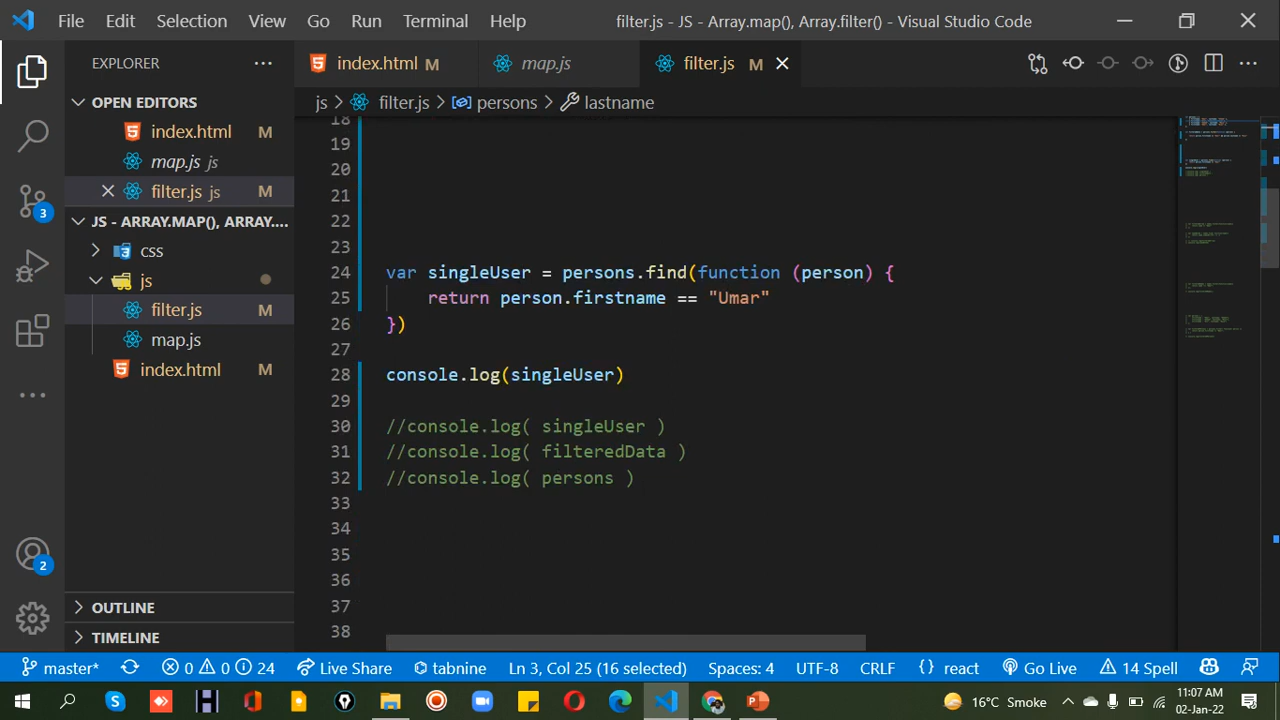 File Edit Selection View Go Run Terminal Help filter.js - JS - Array.map(), Array.filter() - Visual Studio Code
EXPLORER ...
OPEN EDITORS
index.html M
map.js js
filter.js js M
JS - ARRAY.MAP(), ARRAY....
css
js
filter.js M
map.js
index.html M
OUTLINE
TIMELINE
3
2
index.html M map.js filter.js M
js > filter.js > persons > lastname
18
19
20
21
22
23
24 var singleUser = persons.find(function (person) {
25 return person.firstname == "Umar"
26 })
27
28 console.log(singleUser)
29
30 //console.log( singleUser )
31 //console.log( filteredData )
32 //console.log( persons )
33
34
35
36
37
38
master* 0 0 24 Live Share tabnine Ln 3, Col 25 (16 selected) Spaces: 4 UTF-8 CRLF {} react Go Live 14 Spell
16°C Smoke 11:07 AM
02-Jan-22